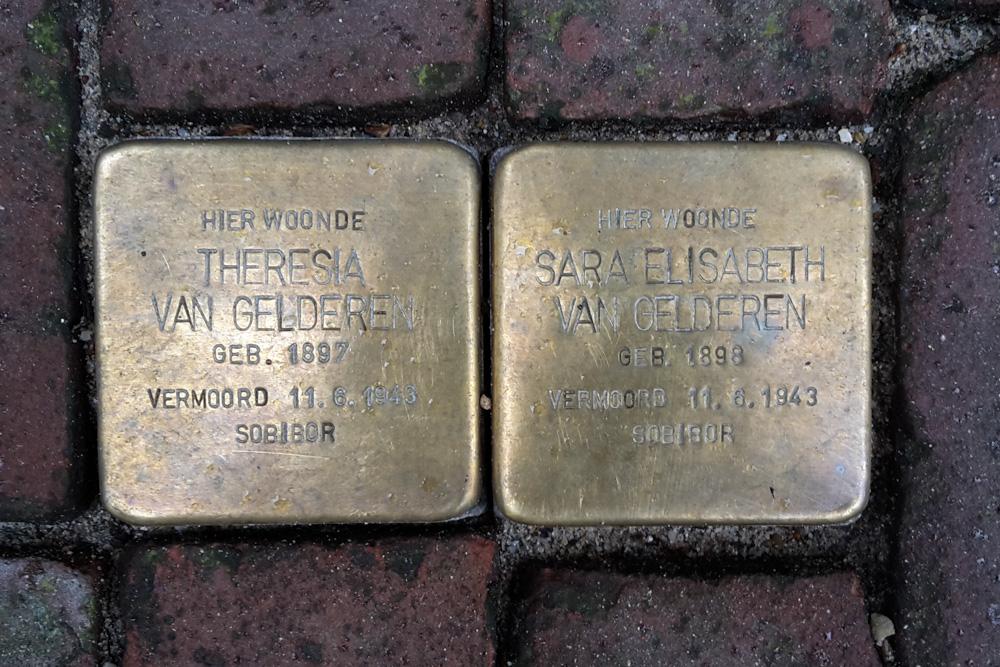 HIER WOONDE
THERESIA
VAN GELDEREN
GEB. 1897
VERMOORD 11.6.1943
SOBIBOR
HIER WOONDE
SARA ELISABETH
VAN GELDEREN
GEB. 1898
VERMOORD 11.6.1943
SOBIBOR